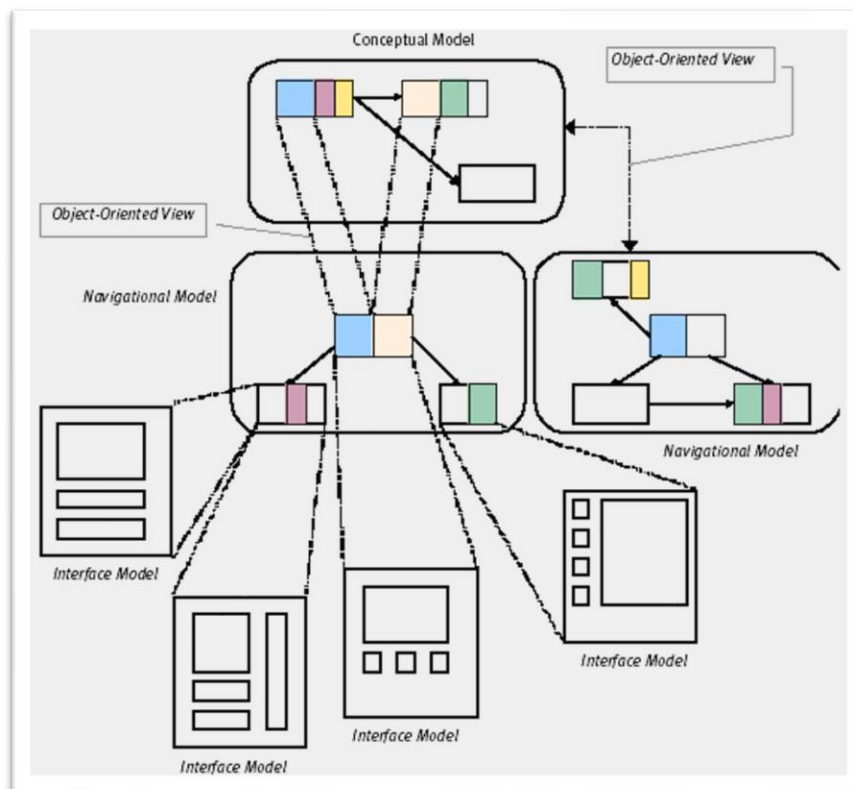 Conceptual Model
Object-Oriented View
Object-Oriented View
Navigational Model
Navigational Model
Interface Model
Interface Model
Interface Model
Interface Model